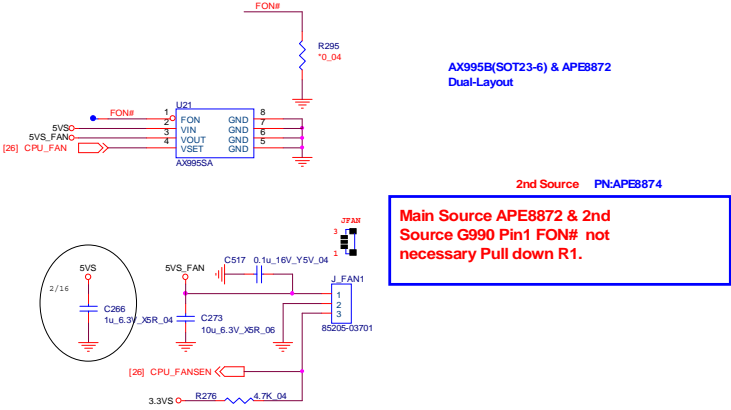 FON#
R295
*0_04
AX995B(SOT23-6) & APE8872
Dual-Layout
U21
FON#
5VS
5VS_FAN
[26] CPU_FAN
1
2
3
4
FON
VIN
VOUT
VSET
GND
GND
GND
GND
8
7
6
5
AX995SA
2nd Source PN:APE8874
Main Source APE8872 & 2nd
Source G990 Pin1 FON# not
necessary Pull down R1.
JFAN
3
1
2/16
5VS
C266
1u_6.3V_X5R_04
5VS_FAN
C517 0.1u_16V_Y5V_04
C273
10u_6.3V_X5R_06
J_FAN1
1
2
3
85205-03701
[26] CPU_FANSEN
3.3VS
R276 4.7K_04